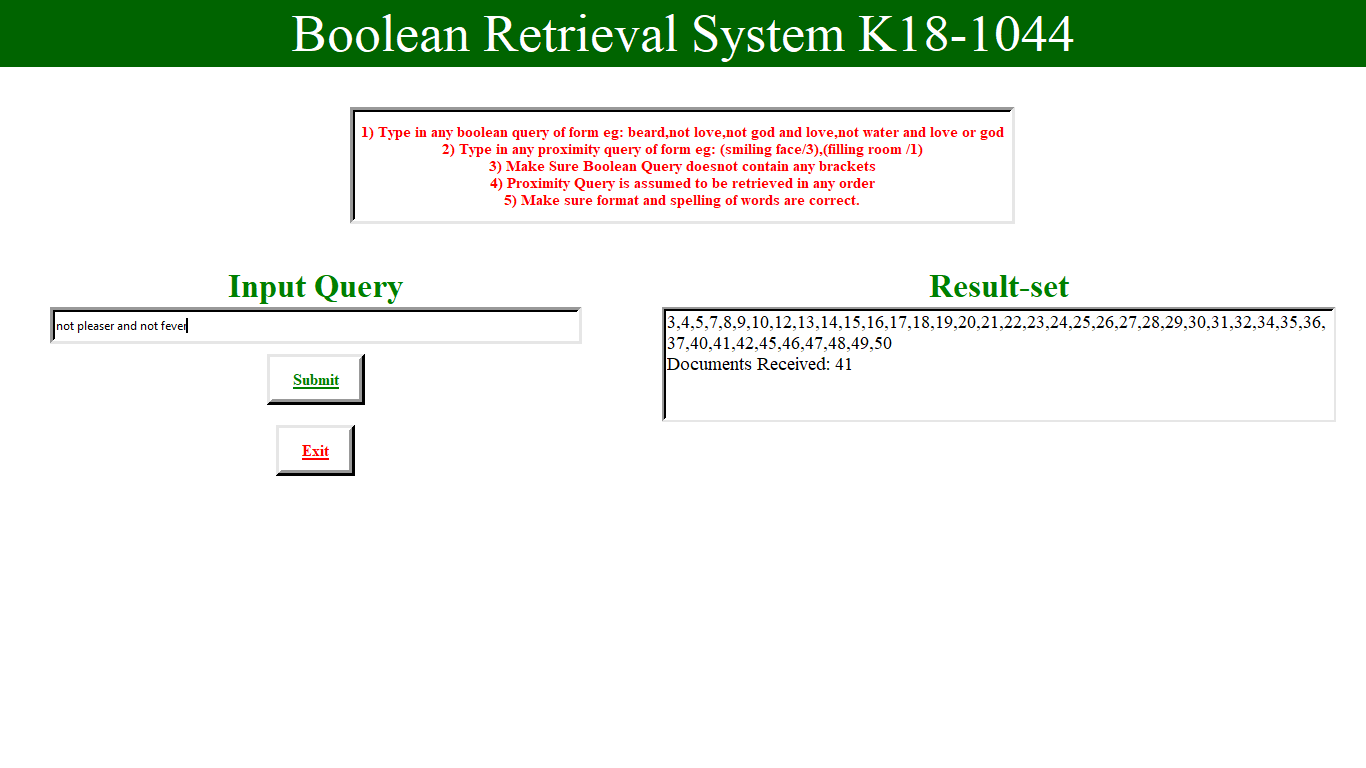 Boolean Retrieval System K18-1044
1) Type in any boolean query of form eg: beard,not love,not god and love,not water and love or god
2) Type in any proximity query of form eg: (smiling face/3),(filling room /1)
3) Make Sure Boolean Query doesnot contain any brackets
4) Proximity Query is assumed to be retrieved in any order
5) Make sure format and spelling of words are correct.
Input Query
not pleaser and not fever
Submit
Exit
Result-set
3,4,5,7,8,9,10,12,13,14,15,16,17,18,19,20,21,22,23,24,25,26,27,28,29,30,31,32,34,35,36,
37,40,41,42,45,46,47,48,49,50
Documents Received: 41